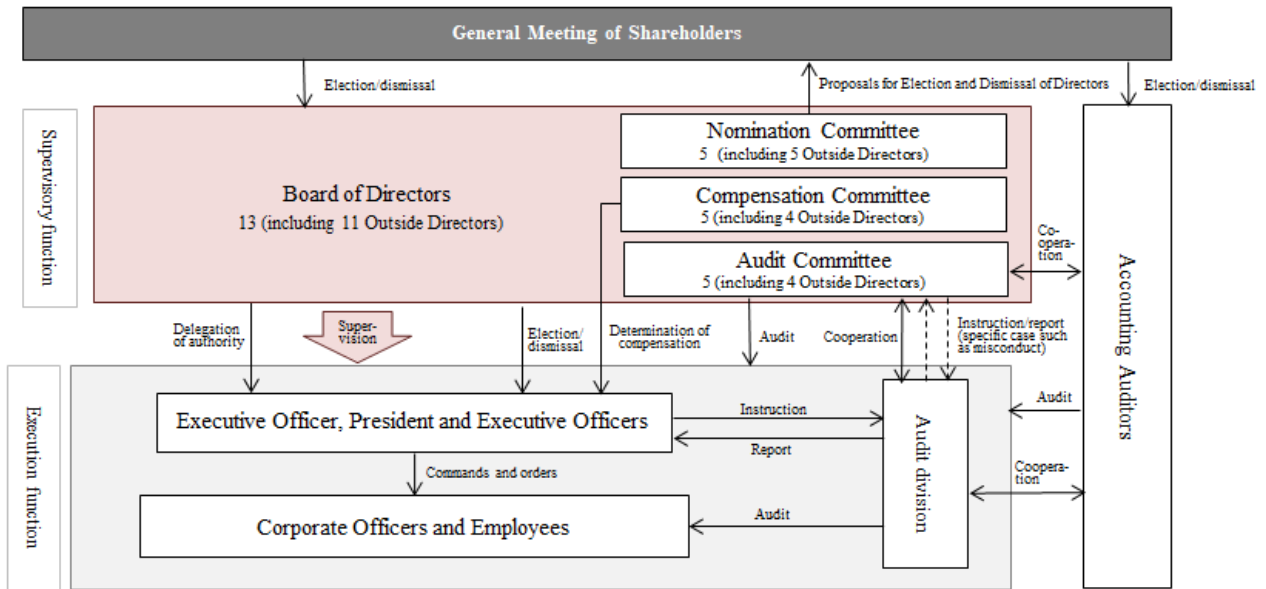 General Meeting of Shareholders
Election/dismissal
Proposals for Election and Dismissal of Directors
Election/dismissal
Supervisory function
Nomination Committee
5 (including 5 Outside Directors)
Board of Directors
13 (including 11 Outside Directors)
Compensation Committee
5 (including 4 Outside Directors)
Audit Committee
5 (including 4 Outside Directors)
Co-
opera-
tion
Accounting Auditors
Delegation
of authority
Super-
vision
Election/
dismissal
Determination of
compensation
Audit
Cooperation
Instruction/report
(specific case such
as misconduct)
Execution function
Executive Officer, President and Executive Officers
Instruction
Report
Audit division
Audit
Commands and orders
Coopera-
tion
Corporate Officers and Employees
Audit